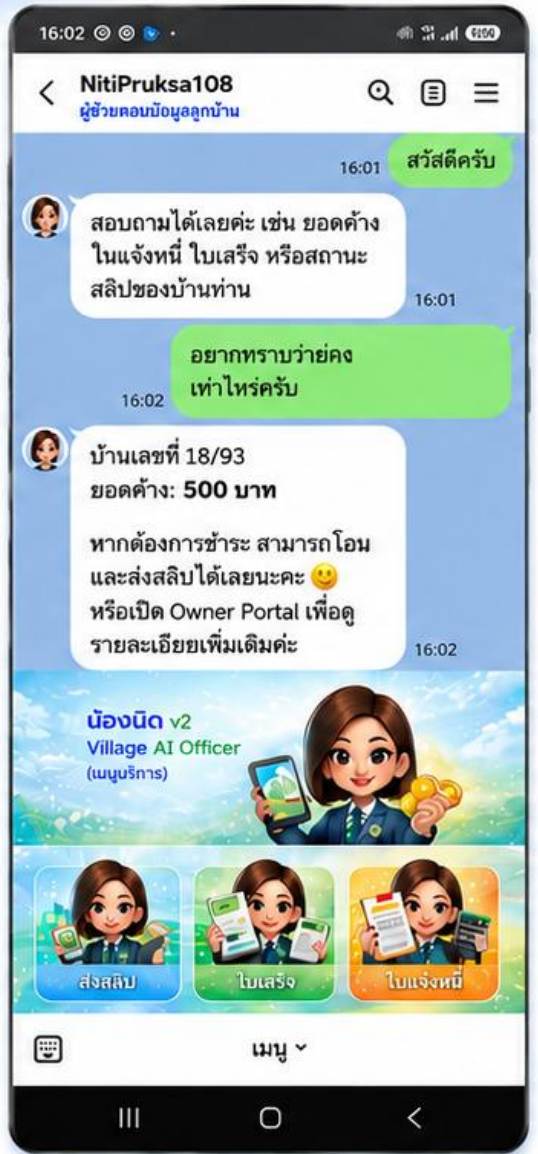 16:02
NitiPruksa108
ผู้ช่วยตอบข้อมูลลูกบ้าน
สวัสดีครับ
16:01
สอบถามได้เลยค่ะ เช่น ยอดค้าง
ใบแจ้งหนี้ ใบเสร็จ หรือสถานะ
สลิปของบ้านท่าน
16:01
อยากทราบว่าย่คง
เท่าไหร่ครับ
16:02
บ้านเลขที่ 18/93
ยอดค้าง: 500 บาท
หากต้องการชำระ สามารถโอน
และส่งสลิปได้เลยนะคะ 🙂
หรือเปิด Owner Portal เพื่อดู
รายละเอียยเพิ่มเติมค่ะ
16:02
น้องนิด v2
Village AI Officer
(เมนูบริการ)
ส่งสลิป
ใบเสร็จ
ใบแจ้งหนี้
เมนู